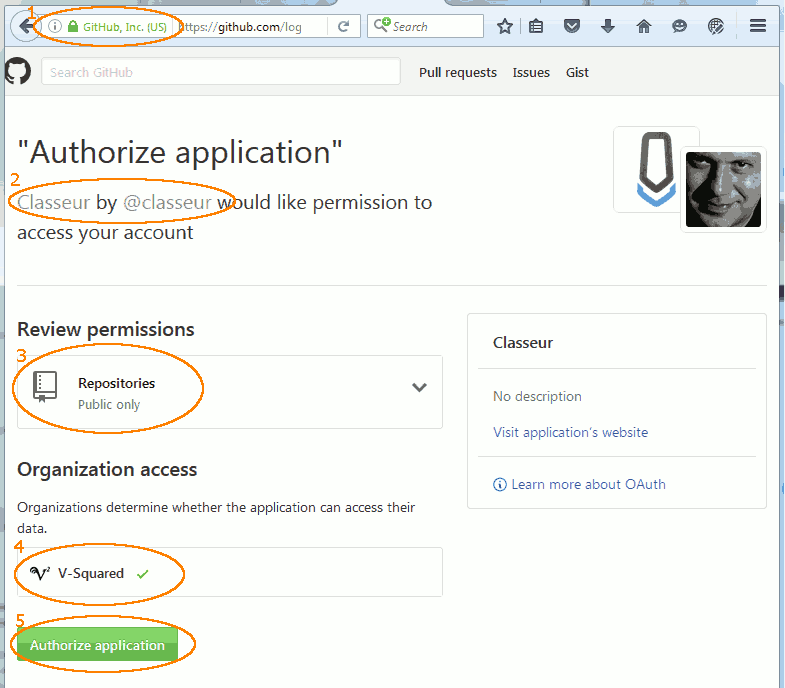 1
GitHub, Inc. (US)
https://github.com/log
Search
Search GitHub
Pull requests
Issues
Gist
"Authorize application"
2
Classeur by @classeur would like permission to
access your account
Review permissions
3
Repositories
Public only
Organization access
Organizations determine whether the application can access their
data.
4
V-Squared
5
Authorize application
Classeur
No description
Visit application's website
Learn more about OAuth